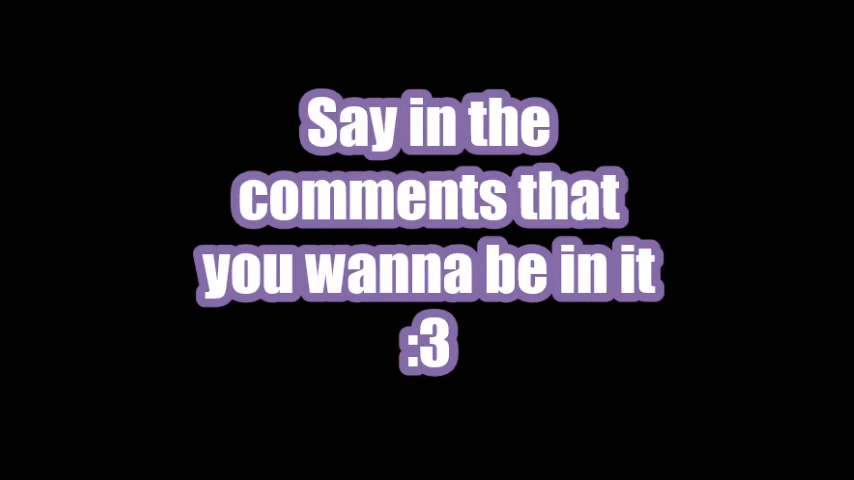 Say in the
comments that
you wanna be in it
:3